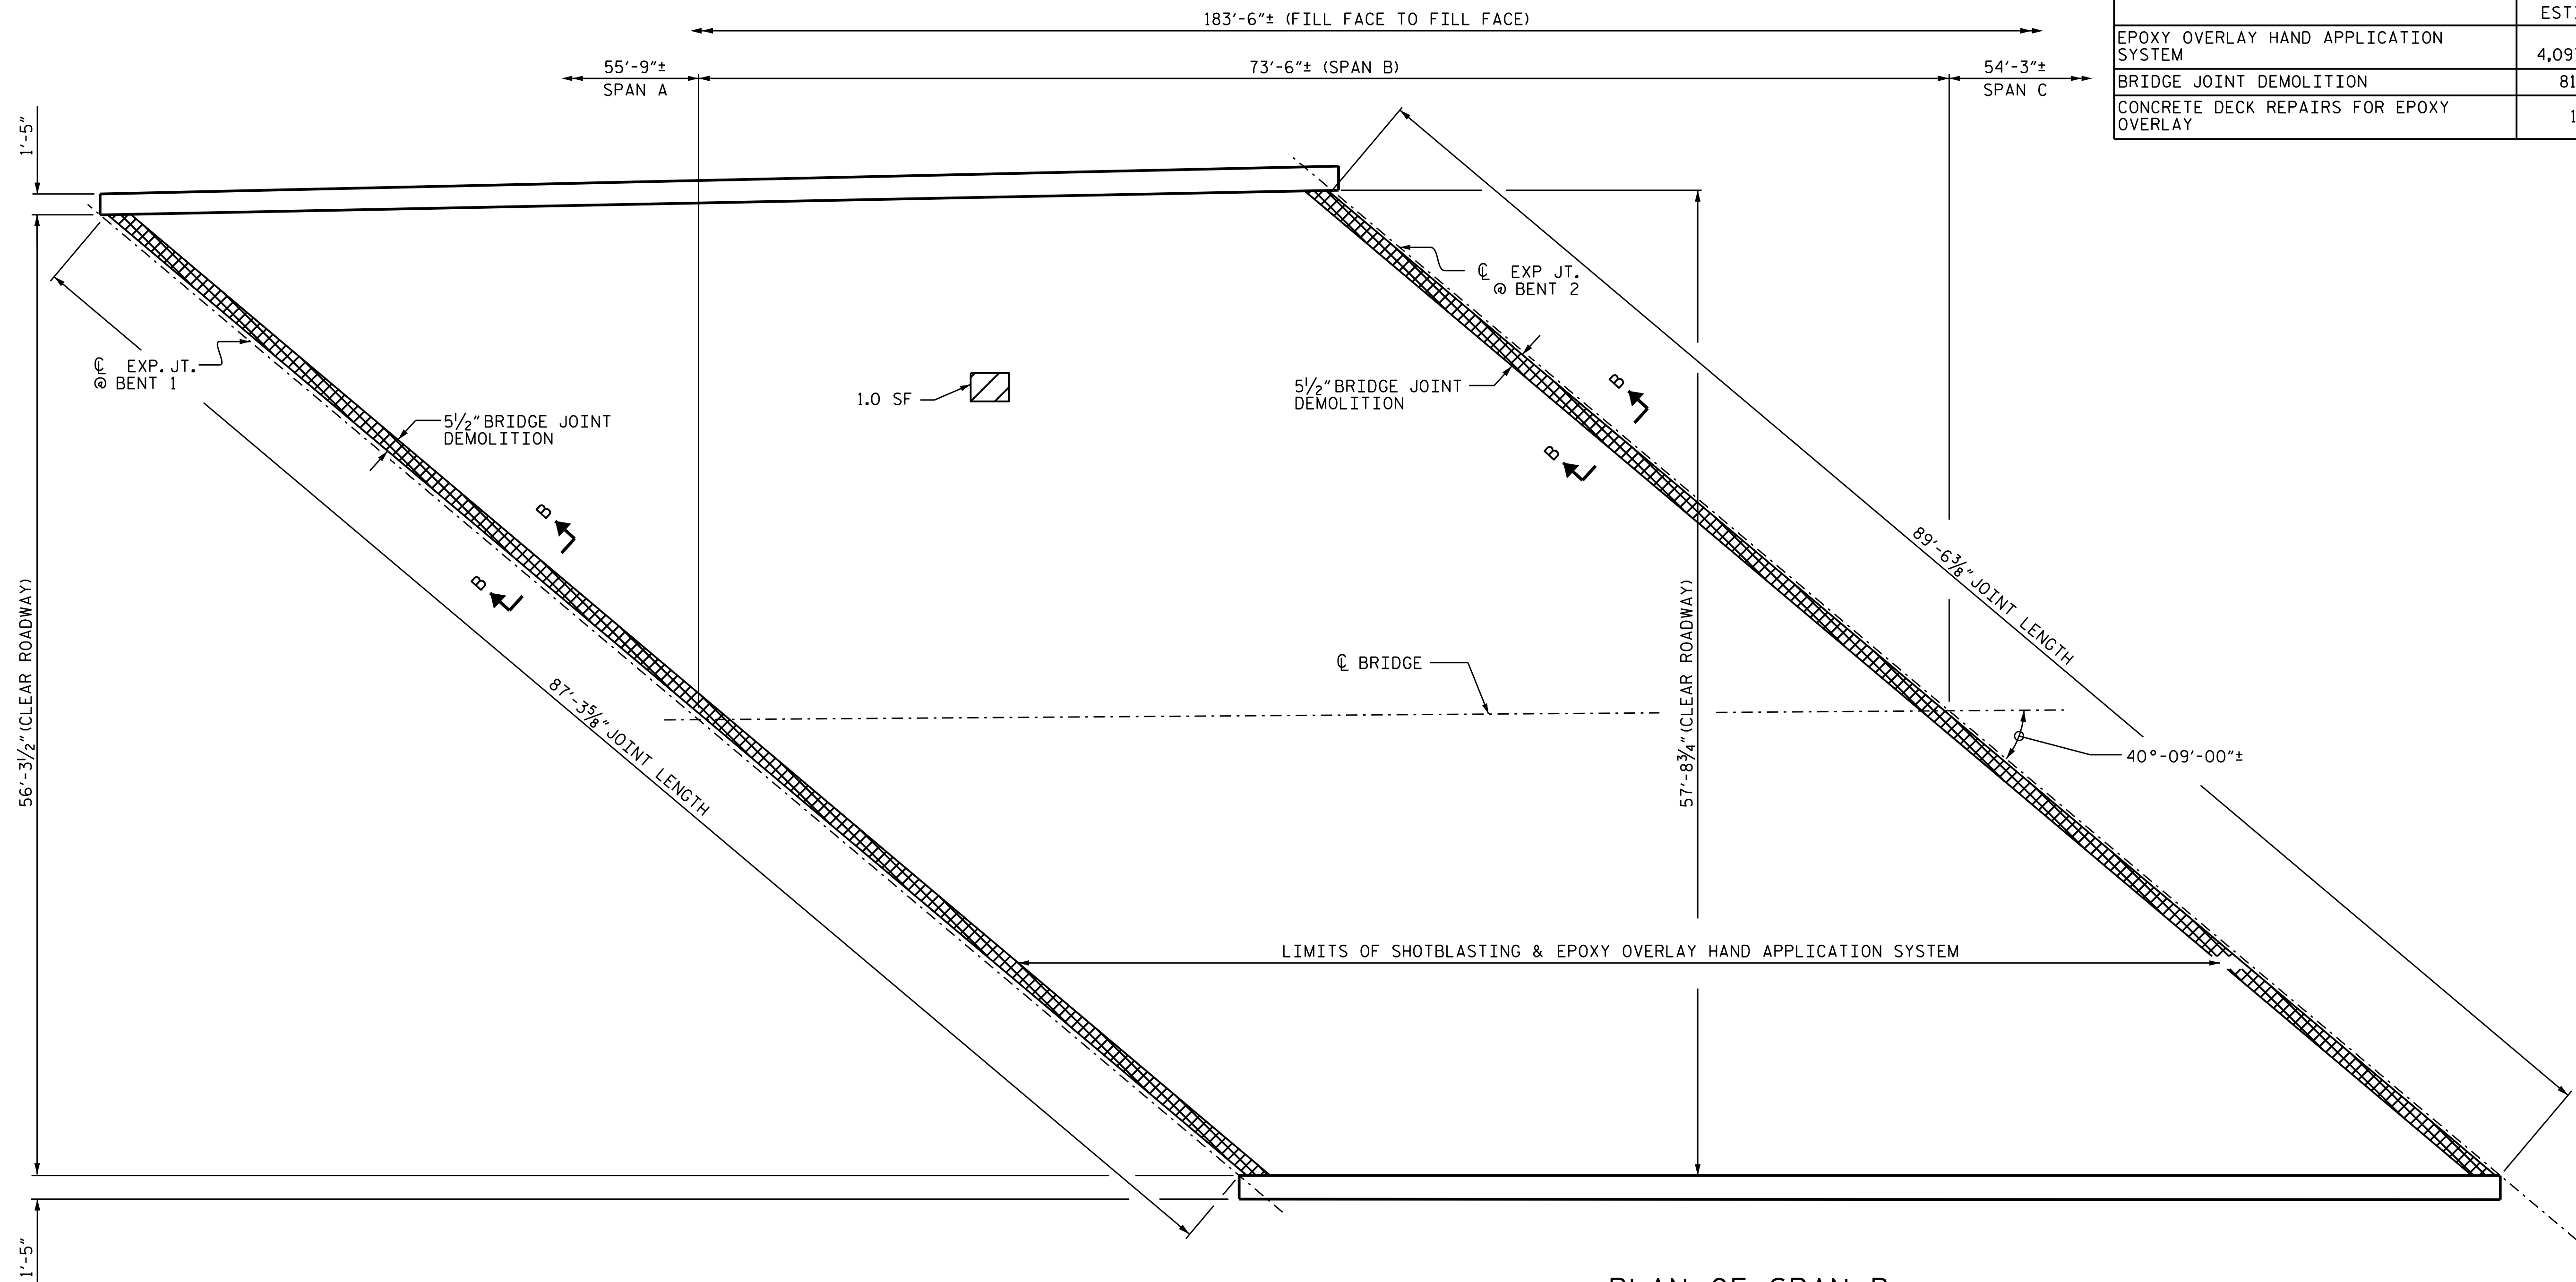 183'-6"± (FILL FACE TO FILL FACE)
55'-9"±
SPAN A
73'-6"± (SPAN B)
54'-3"±
SPAN C
EPOXY OVERLAY HAND APPLICATION
SYSTEM
BRIDGE JOINT DEMOLITION
CONCRETE DECK REPAIRS FOR EPOXY
OVERLAY
1'-5"
℄ EXP JT.
@ BENT 2
℄ EXP. JT.
@ BENT 1
1.0 SF
5½" BRIDGE JOINT
DEMOLITION
5½" BRIDGE JOINT
DEMOLITION
B
B
B
B
89'-6⅜" JOINT LENGTH
56'-3½" (CLEAR ROADWAY)
57'-8¾" (CLEAR ROADWAY)
℄ BRIDGE
87'-3⅝" JOINT LENGTH
40°-09'-00"±
LIMITS OF SHOTBLASTING & EPOXY OVERLAY HAND APPLICATION SYSTEM
1'-5"
PLAN OF SPAN B